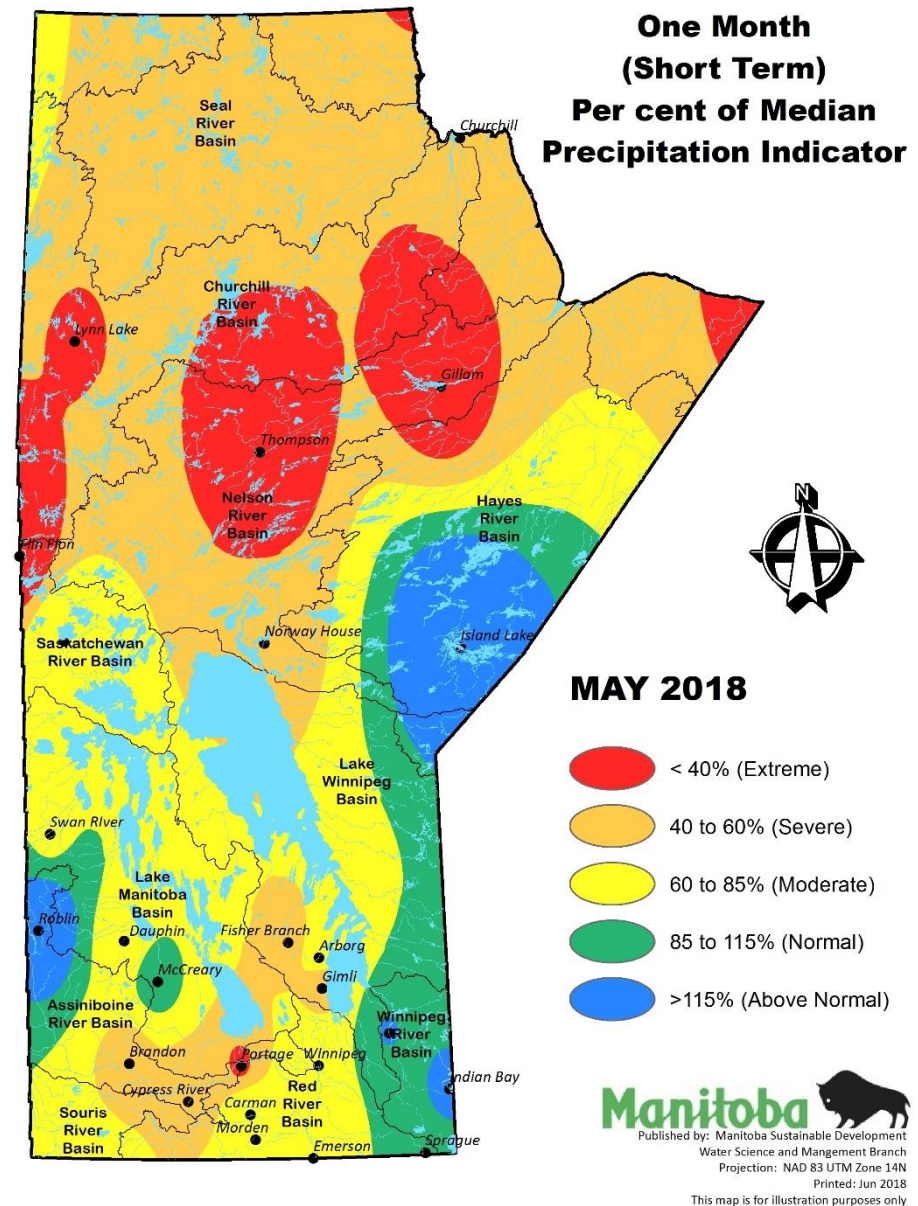 One Month
(Short Term)
Per cent of Median
Precipitation Indicator
Seal
River
Basin
Churchill
Churchill
River
Basin
Lynn Lake
Gillam
Thompson
Nelson
River
Basin
Hayes
River
Basin
N
Flin Flon
Norway House
Island Lake
Saskatchewan
River Basin
MAY 2018
< 40% (Extreme)
40 to 60% (Severe)
60 to 85% (Moderate)
85 to 115% (Normal)
>115% (Above Normal)
Lake
Winnipeg
Basin
Swan RIver
Lake
Manitoba
Basin
Roblin
Dauphin
Fisher Branch
Arborg
McCreary
Gimli
Assiniboine
River Basin
Winnipeg
River
Basin
Brandon
Portage
WInnipeg
Indian Bay
Cypress River
Red
River
Basin
Carman
Souris
River
Basin
Morden
Emerson
Sprague
Manitoba
Published by: Manitoba Sustainable Development
Water Science and Mangement Branch
Projection: NAD 83 UTM Zone 14N
Printed: Jun 2018
This map is for illustration purposes only